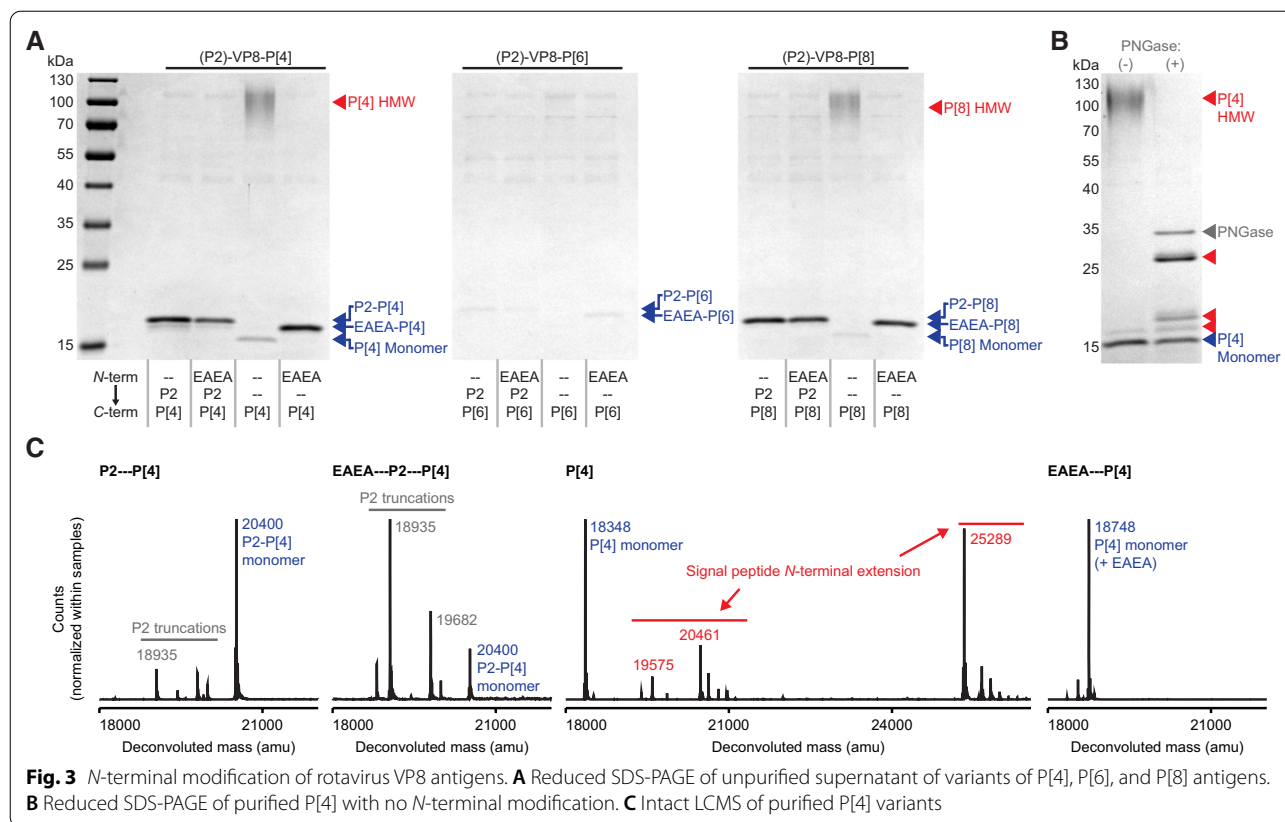 A
(P2)-VP8-P[4]
(P2)-VP8-P[6]
(P2)-VP8-P[8]
kDa
130
100
70
55
40
35
25
15
P[4] HMW
P2-P[4]
EAEA-P[4]
P[4] Monomer
P2-P[6]
EAEA-P[6]
P[8] HMW
P2-P[8]
EAEA-P[8]
P[8] Monomer
N-term -- EAEA -- EAEA -- EAEA -- EAEA -- EAEA -- EAEA
P2 P2 -- -- P2 P2 -- -- P2 P2 -- --
C-term P[4] P[4] P[4] P[4] P[6] P[6] P[6] P[6] P[8] P[8] P[8] P[8]
B
PNGase:
(-) (+)
kDa
130
100
70
55
40
35
25
15
P[4]
HMW
PNGase
P[4]
Monomer
C
P2---P[4]
EAEA---P2---P[4]
P[4]
EAEA---P[4]
Counts
(normalized within samples)
20400
P2-P[4]
monomer
P2 truncations
18935
18000 21000
Deconvoluted mass (amu)
P2 truncations
18935
19682
20400
P2-P[4]
monomer
18000 21000
Deconvoluted mass (amu)
18348
P[4] monomer
Signal peptide N-terminal extension
25289
20461
19575
18000 21000 24000
Deconvoluted mass (amu)
18748
P[4] monomer
(+ EAEA)
18000 21000
Deconvoluted mass (amu)
Fig. 3 N-terminal modification of rotavirus VP8 antigens. A Reduced SDS-PAGE of unpurified supernatant of variants of P[4], P[6], and P[8] antigens.
B Reduced SDS-PAGE of purified P[4] with no N-terminal modification. C Intact LCMS of purified P[4] variants